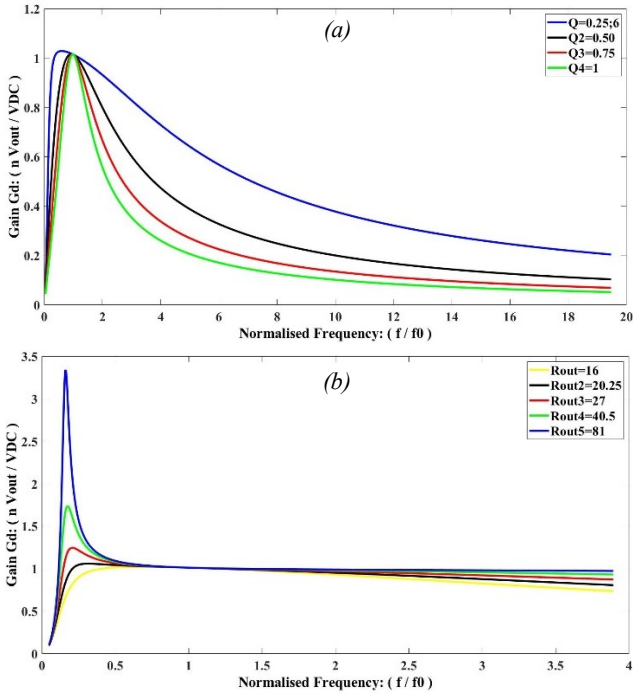 (a)
Q=0.25;6
Q2=0.50
Q3=0.75
Q4=1
Gain Gd: ( n Vout / VDC )
1.2
1
0.8
0.6
0.4
0.2
0
0 2 4 6 8 10 12 14 16 18 20
Normalised Frequency: ( f / f0 )
(b)
Rout=16
Rout2=20.25
Rout3=27
Rout4=40.5
Rout5=81
Gain Gd: ( n Vout / VDC )
3.5
3
2.5
2
1.5
1
0.5
0
0 0.5 1 1.5 2 2.5 3 3.5 4
Normalised Frequency: ( f / f0 )